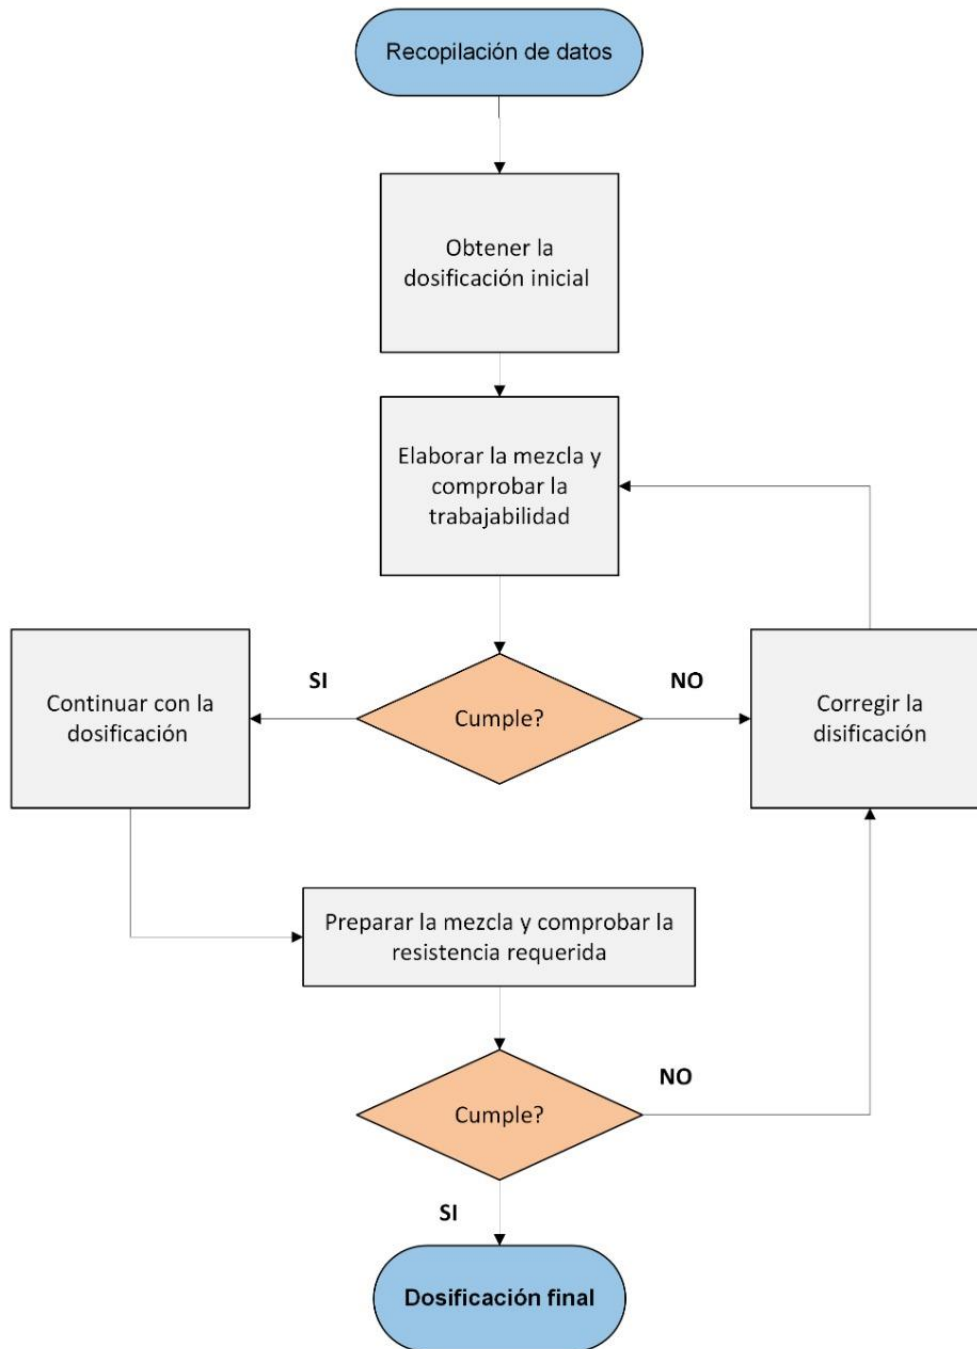 Recopilación de datos
Obtener la
dosificación inicial
Elaborar la mezcla y
comprobar la
trabajabilidad
SI
NO
Continuar con la
dosificación
Cumple?
Corregir la
disificación
Preparar la mezcla y comprobar la
resistencia requerida
NO
Cumple?
SI
Dosificación final